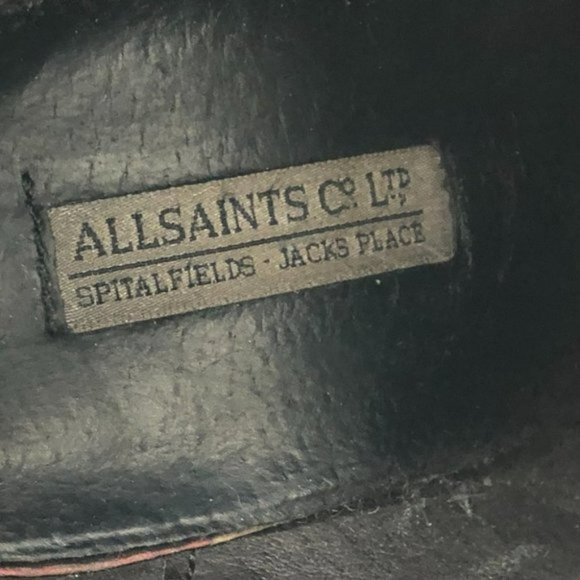 ALLSAINTS Co. LTD.
SPITALFIELDS · JACKS PLACE